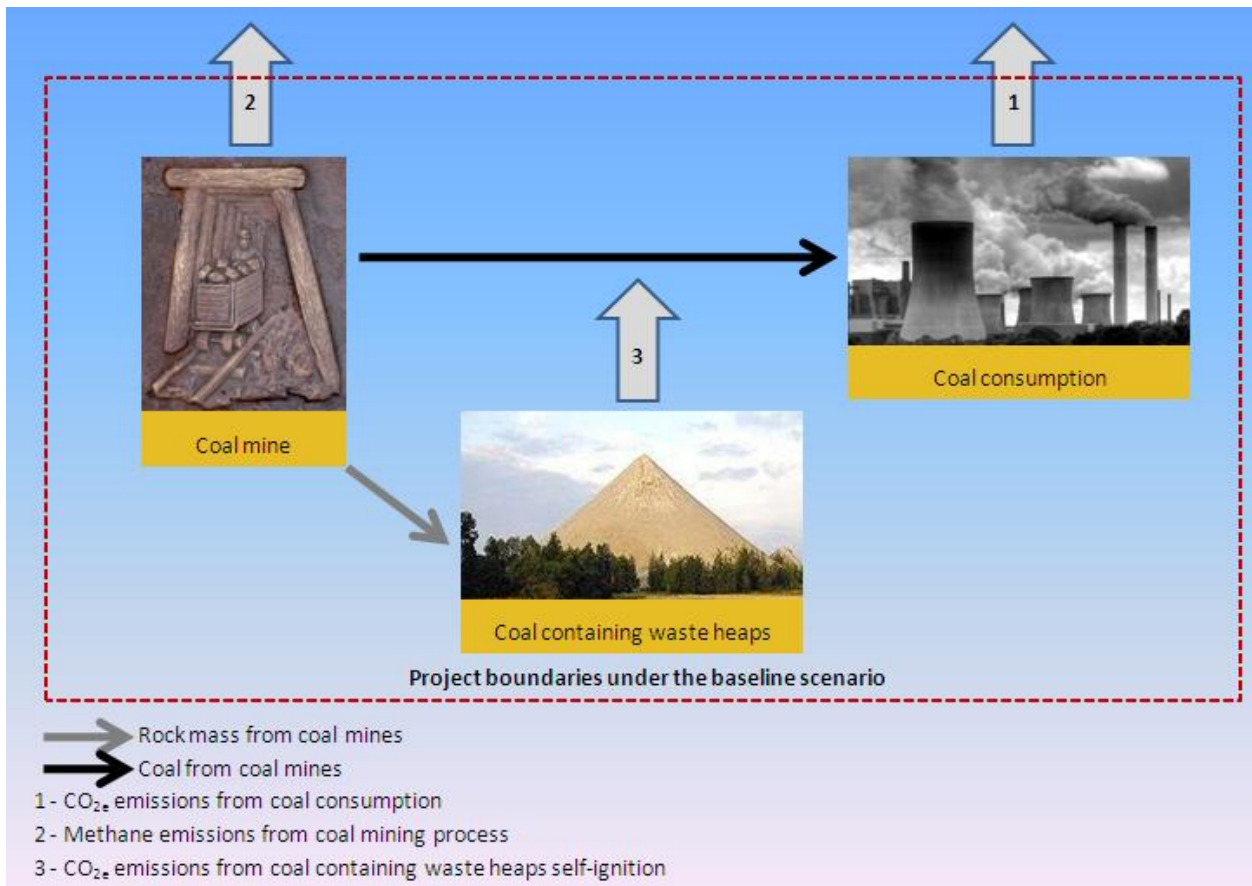 2
1
3
Coal mine
Coal consumption
Coal containing waste heaps
Project boundaries under the baseline scenario
Rock mass from coal mines
Coal from coal mines
1 - CO₂ₑ emissions from coal consumption
2 - Methane emissions from coal mining process
3 - CO₂ₑ emissions from coal containing waste heaps self-ignition